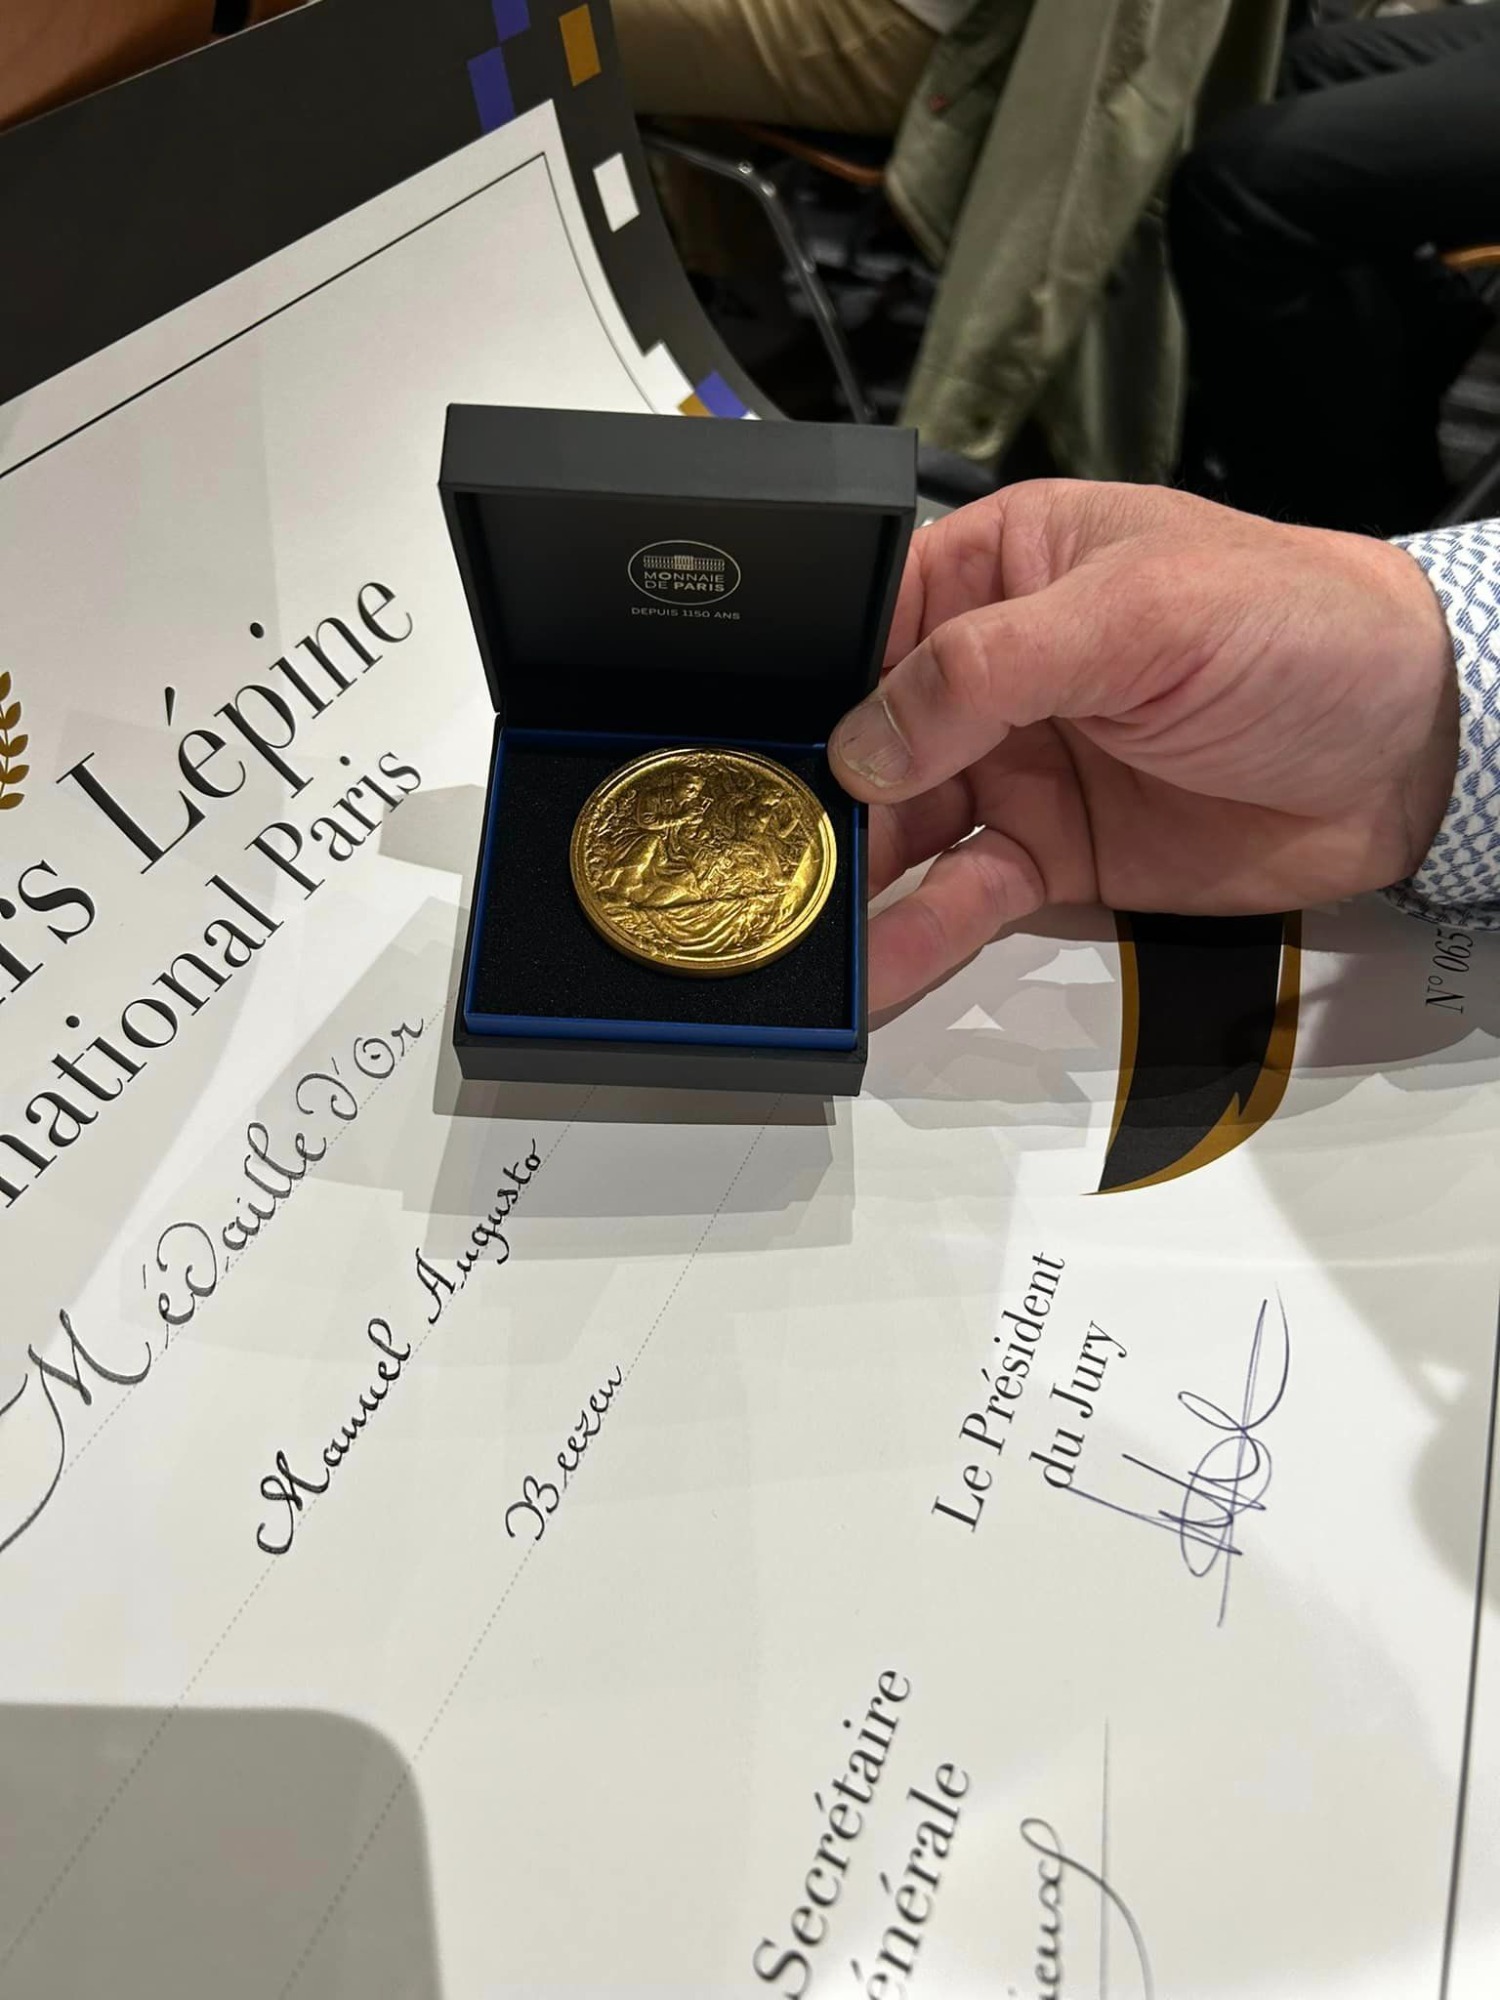 MONNAIE
DE PARIS
DEPUIS 1150 ANS
Lépine
national Paris
Médaille d'Or
Manuel Augusto
Beezen
Le Président
du Jury
Secrétaire
énérale
N° 065